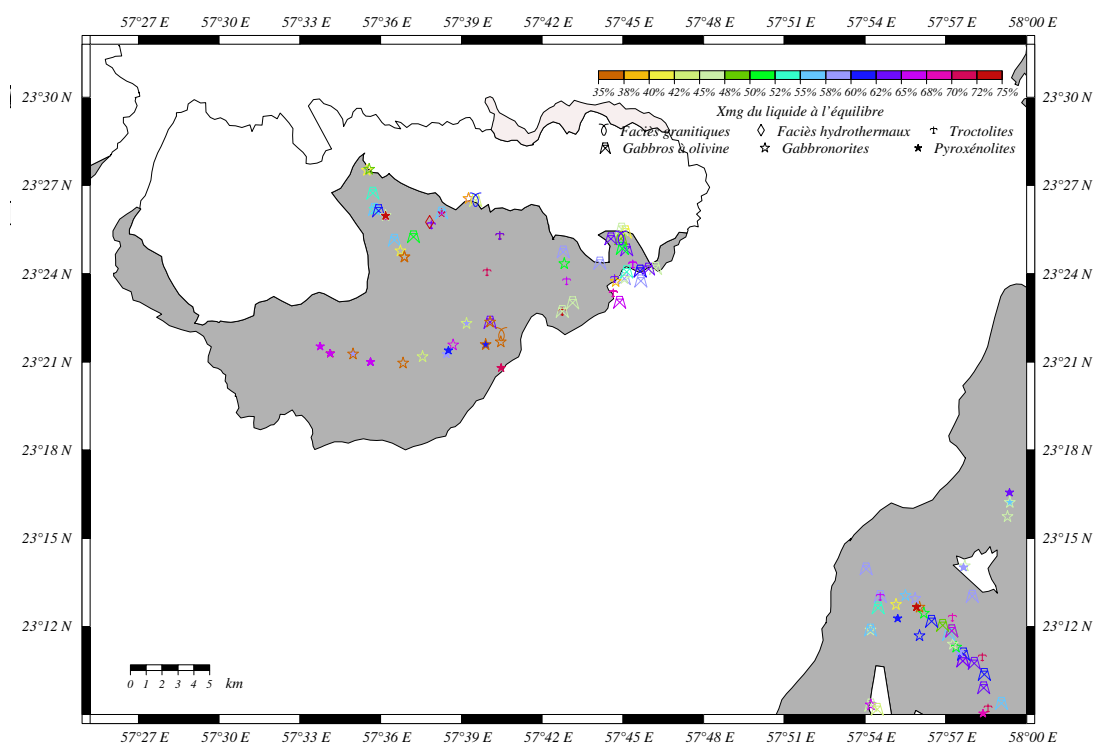 57°27 E 57°30 E 57°33 E 57°36 E 57°39 E 57°42 E 57°45 E 57°48 E 57°51 E 57°54 E 57°57 E 58°00 E
35% 38% 40% 42% 45% 48% 50% 52% 55% 58% 60% 62% 65% 68% 70% 72% 75%
23°30 N 23°30 N
Xmg du liquide à l'équilibre
Faciès granitiques Faciès hydrothermaux Troctolites
Gabbros à olivine Gabbronorites Pyroxénolites
23°27 N 23°27 N
23°24 N 23°24 N
23°21 N 23°21 N
23°18 N 23°18 N
23°15 N 23°15 N
23°12 N 23°12 N
0 1 2 3 4 5 km
57°27 E 57°30 E 57°33 E 57°36 E 57°39 E 57°42 E 57°45 E 57°48 E 57°51 E 57°54 E 57°57 E 58°00 E